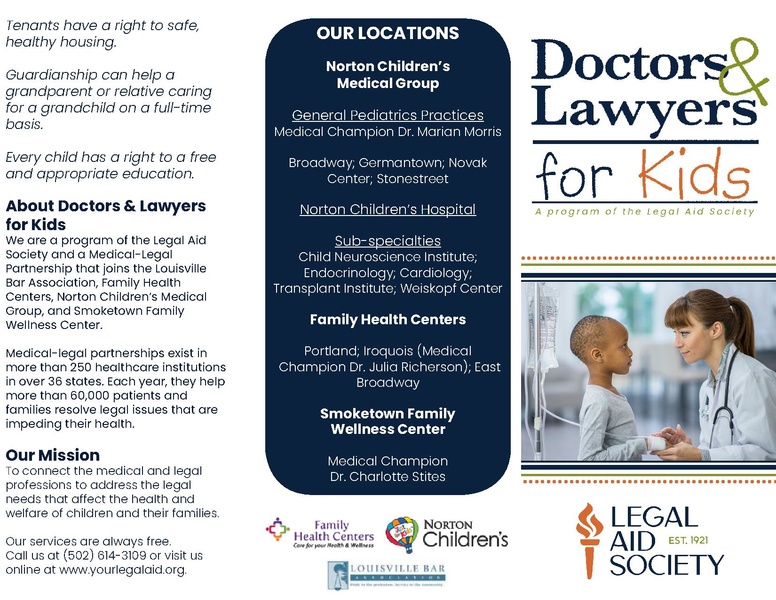 Tenants have a right to safe,
healthy housing.
Guardianship can help a
grandparent or relative caring
for a grandchild on a full-time
basis.
Every child has a right to a free
and appropriate education.
About Doctors & Lawyers
for Kids
We are a program of the Legal Aid
Society and a Medical-Legal
Partnership that joins the Louisville
Bar Association, Family Health
Centers, Norton Children's Medical
Group, and Smoketown Family
Wellness Center.
Medical-legal partnerships exist in
more than 250 healthcare institutions
in over 36 states. Each year, they help
more than 60,000 patients and
families resolve legal issues that are
impeding their health.
Our Mission
To connect the medical and legal
professions to address the legal
needs that affect the health and
welfare of children and their families.
Our services are always free.
Call us at (502) 614-3109 or visit us
online at www.yourlegalaid.org.
OUR LOCATIONS
Norton Children's
Medical Group
General Pediatrics Practices
Medical Champion Dr. Marian Morris
Broadway; Germantown; Novak
Center; Stonestreet
Norton Children's Hospital
Sub-specialties
Child Neuroscience Institute;
Endocrinology; Cardiology;
Transplant Institute; Weiskopf Center
Family Health Centers
Portland; Iroquois (Medical
Champion Dr. Julia Richerson); East
Broadway
Smoketown Family
Wellness Center
Medical Champion
Dr. Charlotte Stites
Family
Health Centers
Care for your Health & Wellness
NORTON
Children's
LOUISVILLE BAR
ASSOCIATION
Doctors &
Lawyers
for Kids
A program of the Legal Aid Society
LEGAL
AID EST. 1921
SOCIETY